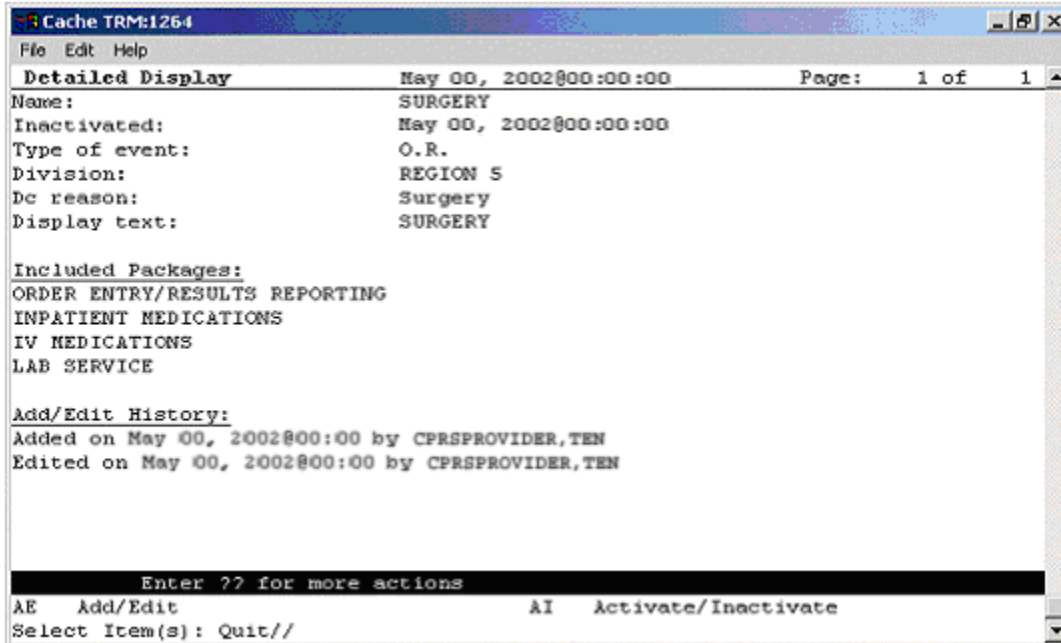 Cache TRM:1264
File Edit Help
Detailed Display May 00, 2002@00:00:00 Page: 1 of 1
Name: SURGERY
Inactivated: May 00, 2002@00:00:00
Type of event: O.R.
Division: REGION 5
Dc reason: Surgery
Display text: SURGERY
Included Packages:
ORDER ENTRY/RESULTS REPORTING
INPATIENT MEDICATIONS
IV MEDICATIONS
LAB SERVICE
Add/Edit History:
Added on May 00, 2002@00:00 by CPRSPROVIDER,TEN
Edited on May 00, 2002@00:00 by CPRSPROVIDER,TEN
Enter ?? for more actions
AE Add/Edit AI Activate/Inactivate
Select Item(s): Quit//